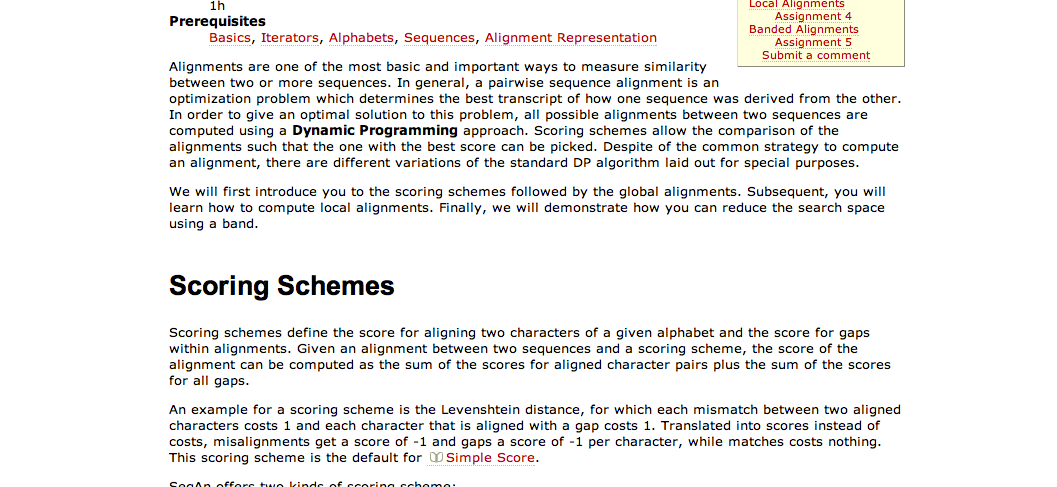 1h
Prerequisites
Basics, Iterators, Alphabets, Sequences, Alignment Representation
Local Alignments
Assignment 4
Banded Alignments
Assignment 5
Submit a comment
Alignments are one of the most basic and important ways to measure similarity
between two or more sequences. In general, a pairwise sequence alignment is an
optimization problem which determines the best transcript of how one sequence was derived from the other.
In order to give an optimal solution to this problem, all possible alignments between two sequences are
computed using a Dynamic Programming approach. Scoring schemes allow the comparison of the
alignments such that the one with the best score can be picked. Despite of the common strategy to compute
an alignment, there are different variations of the standard DP algorithm laid out for special purposes.
We will first introduce you to the scoring schemes followed by the global alignments. Subsequent, you will
learn how to compute local alignments. Finally, we will demonstrate how you can reduce the search space
using a band.
Scoring Schemes
Scoring schemes define the score for aligning two characters of a given alphabet and the score for gaps
within alignments. Given an alignment between two sequences and a scoring scheme, the score of the
alignment can be computed as the sum of the scores for aligned character pairs plus the sum of the scores
for all gaps.
An example for a scoring scheme is the Levenshtein distance, for which each mismatch between two aligned
characters costs 1 and each character that is aligned with a gap costs 1. Translated into scores instead of
costs, misalignments get a score of -1 and gaps a score of -1 per character, while matches costs nothing.
This scoring scheme is the default for Simple Score.
SeqAn offers two kinds of scoring scheme: